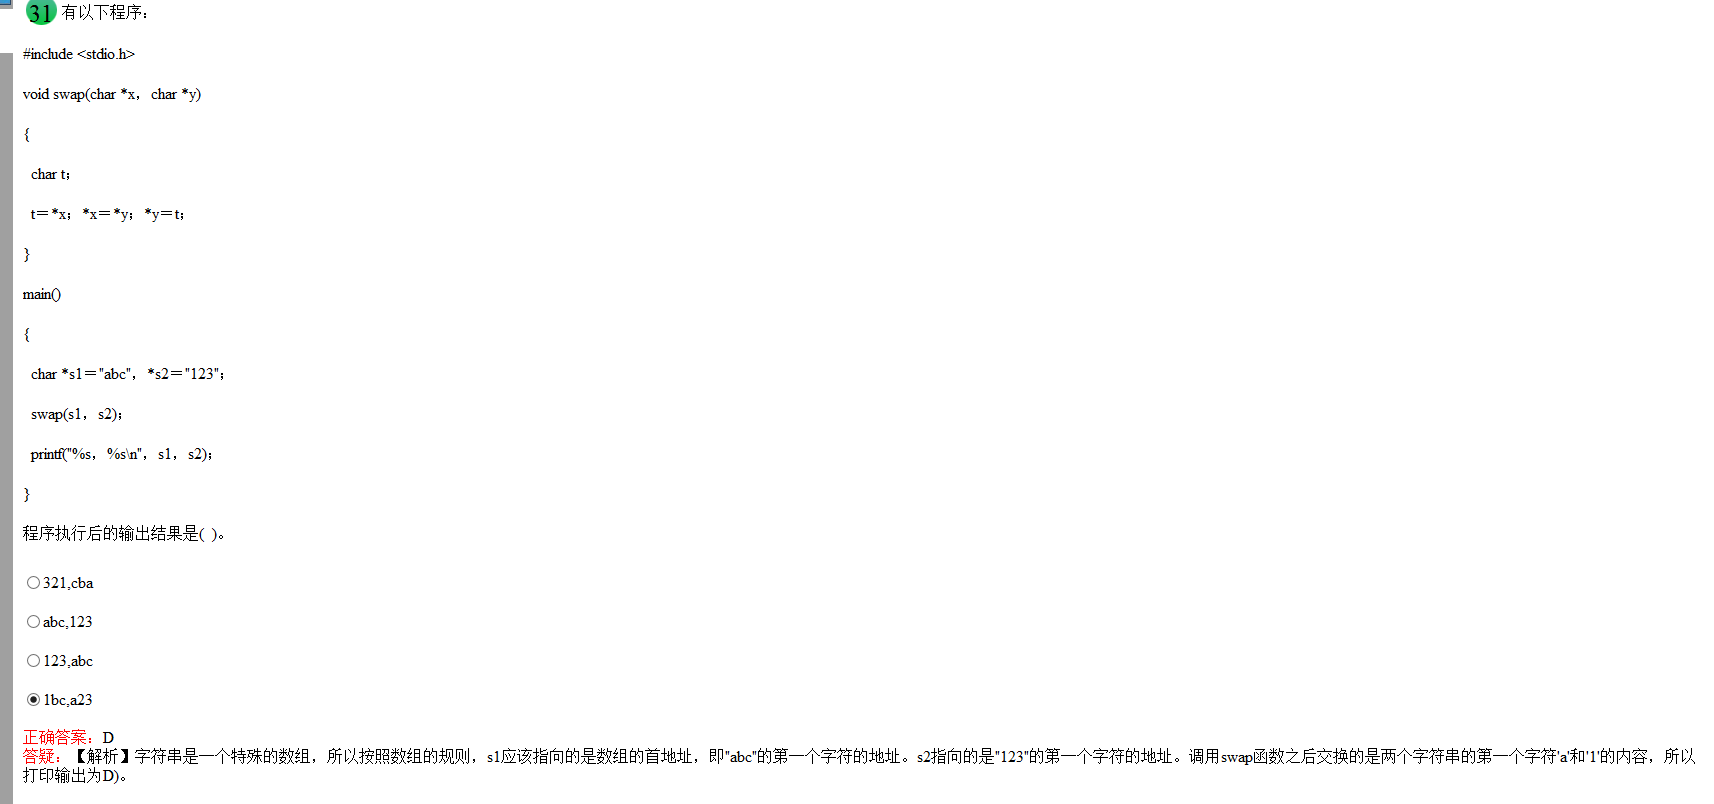 31 有以下程序:
#include <stdio.h>
void swap(char *x，char *y)
{
char t；
t＝*x；*x＝*y；*y＝t；
}
main()
{
char *s1＝"abc"，*s2＝"123"；
swap(s1，s2)；
printf("%s，%s\n"，s1，s2)；
}
程序执行后的输出结果是( )。
321,cba
abc,123
123,abc
1bc,a23
正确答案：D
答疑：【解析】字符串是一个特殊的数组，所以按照数组的规则，s1应该指向的是数组的首地址，即"abc"的第一个字符的地址。s2指向的是"123"的第一个字符的地址。调用swap函数之后交换的是两个字符串的第一个字符'a'和'1'的内容，所以
打印输出为D)。